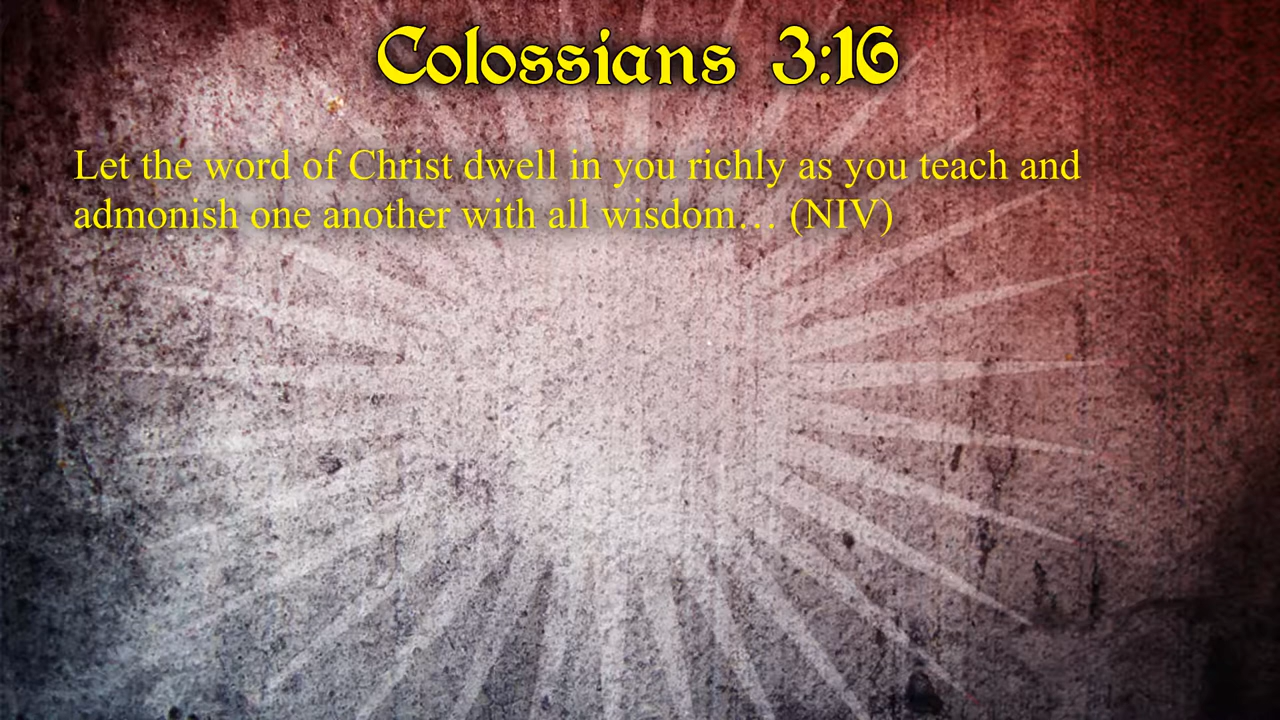 Colossians 3:16
Let the word of Christ dwell in you richly as you teach and
admonish one another with all wisdom… (NIV)